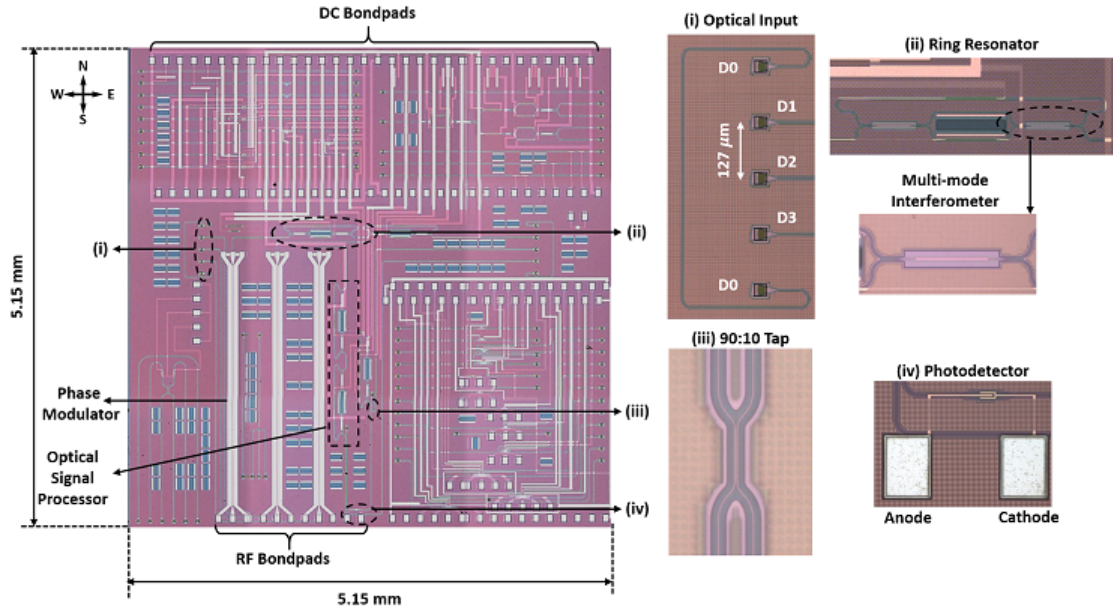 DC Bondpads
N
W
E
S
(i)
(ii)
5.15 mm
Phase
Modulator
Optical
Signal
Processor
(iii)
(iv)
RF Bondpads
5.15 mm
(i) Optical Input
D0
D1
127 μm
D2
D3
D0
(ii) Ring Resonator
Multi-mode
Interferometer
(iii) 90:10 Tap
(iv) Photodetector
Anode
Cathode